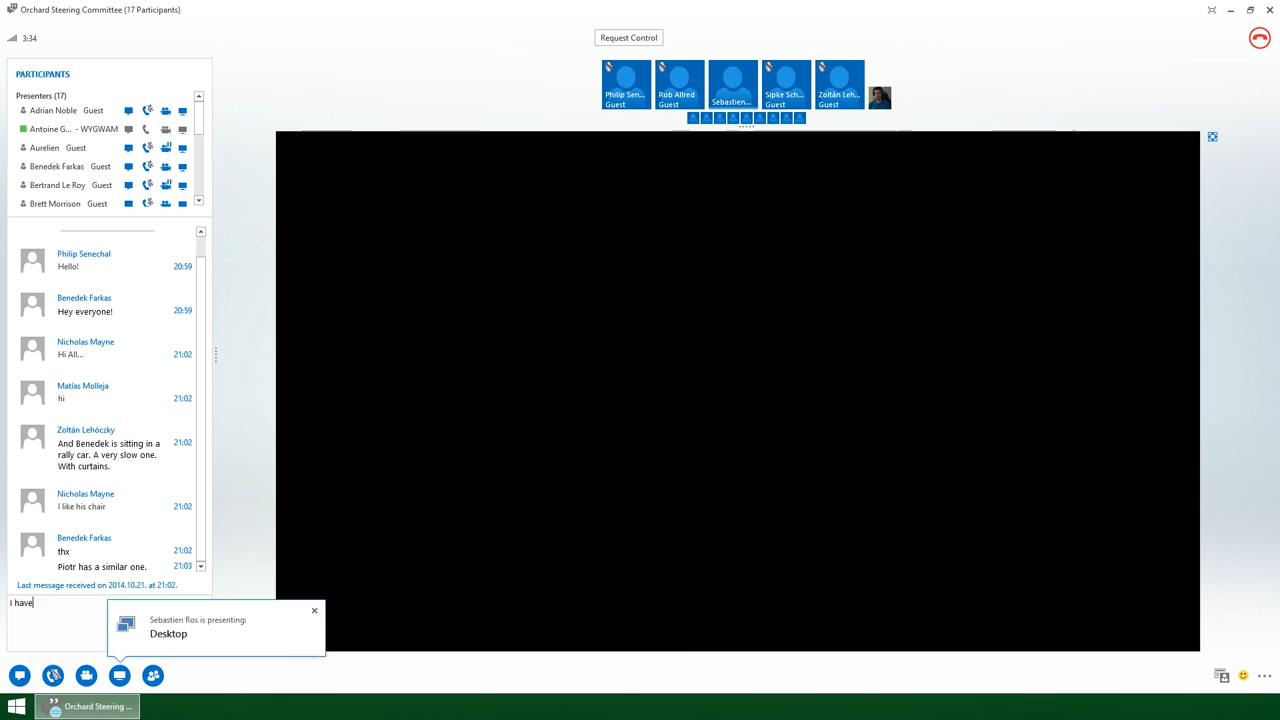 Orchard Steering Committee (17 Participants)
3:34
Request Control
Philip Sen... Guest
Rob Allred Guest
Sebastien...
Sipke Sch... Guest
Zoltán Leh... Guest
PARTICIPANTS
Presenters (17)
Adrian Noble Guest
Antoine G... - WYGWAM
Aurelien Guest
Benedek Farkas Guest
Bertrand Le Roy Guest
Brett Morrison Guest
Philip Senechal
Hello! 20:59
Benedek Farkas
Hey everyone! 20:59
Nicholas Mayne
Hi All... 21:02
Matías Molleja
hi 21:02
Zoltán Lehóczky
And Benedek is sitting in a 21:02
rally car. A very slow one.
With curtains.
Nicholas Mayne
I like his chair 21:02
Benedek Farkas
thx 21:02
Piotr has a similar one. 21:03
Last message received on 2014.10.21. at 21:02.
I have
Sebastien Ros is presenting:
Desktop
Orchard Steering ...